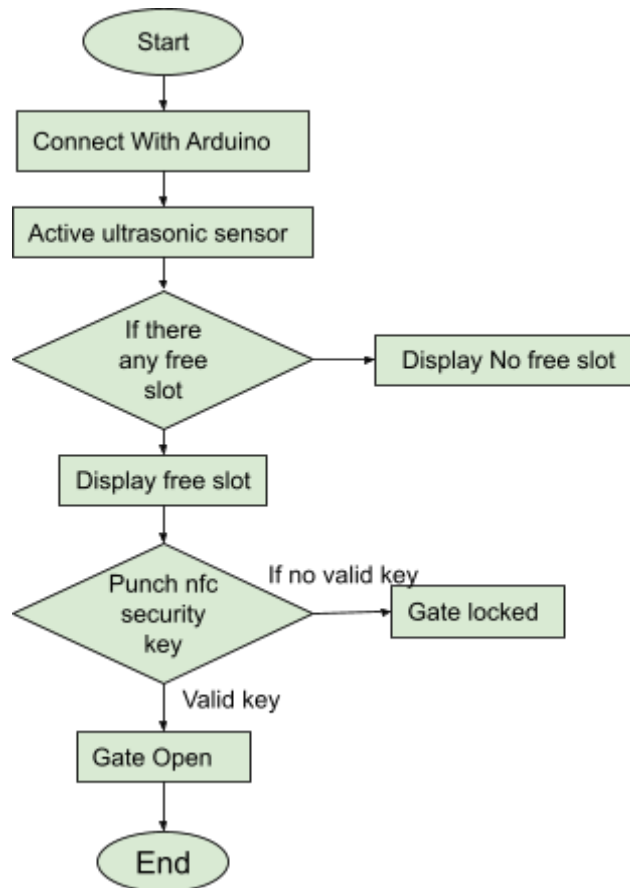 Start
Connect With Arduino
Active ultrasonic sensor
If there
any free
slot
Display No free slot
Display free slot
Punch nfc
security
key
If no valid key
Gate locked
Valid key
Gate Open
End